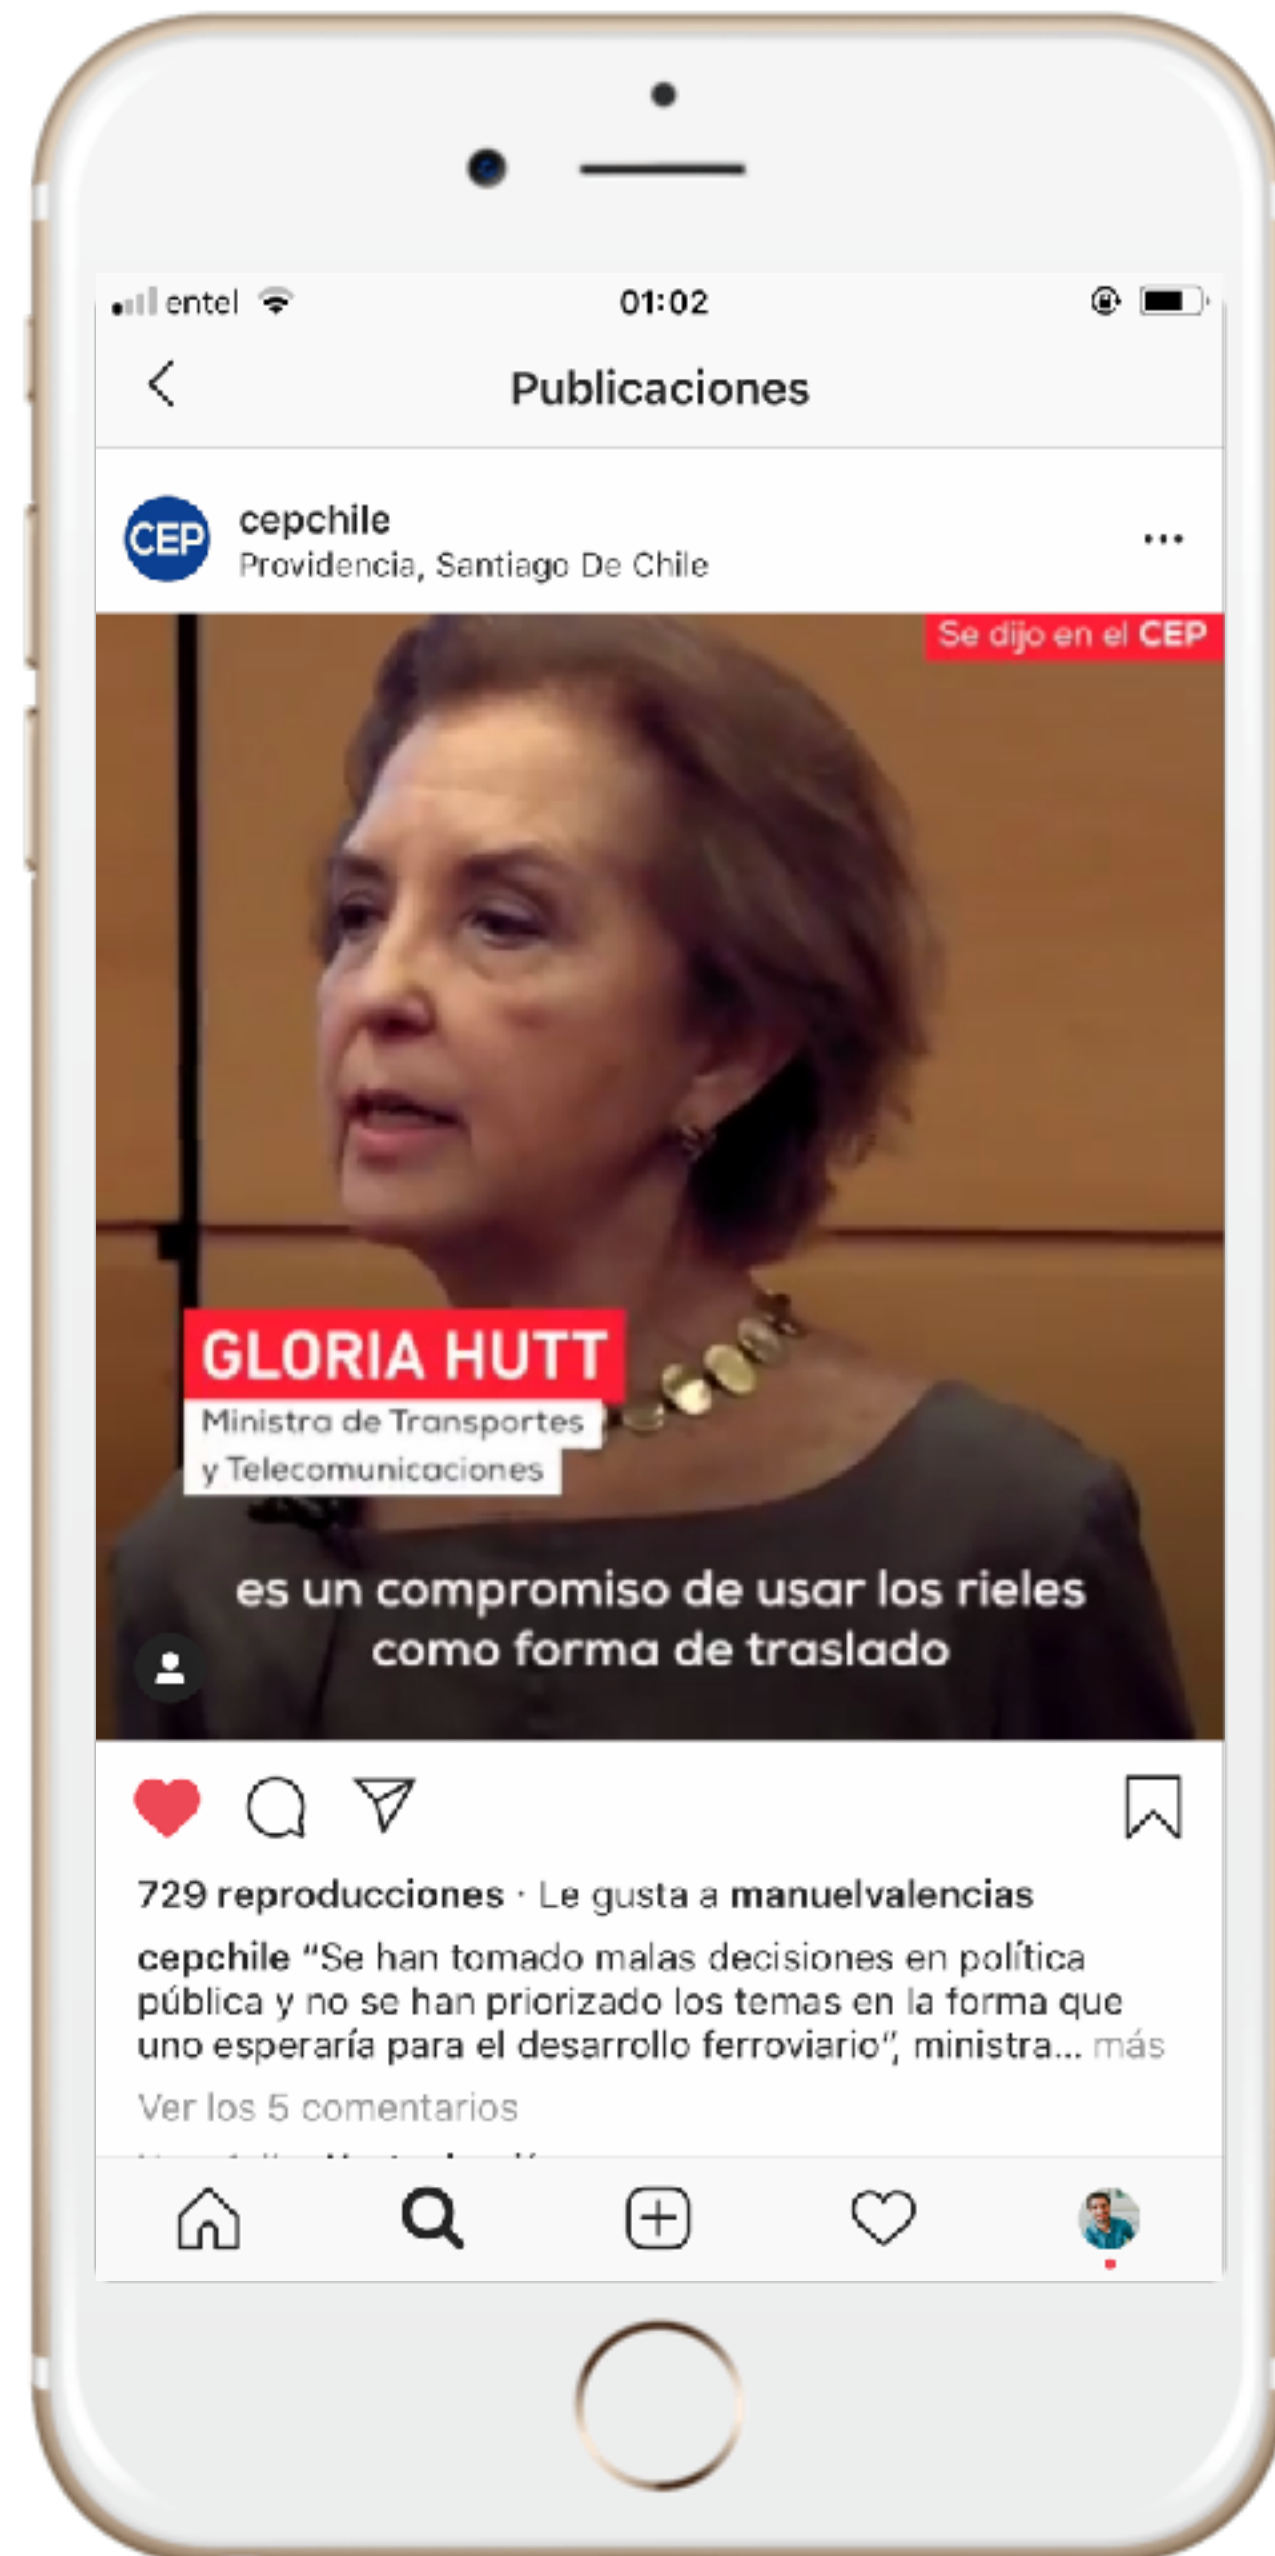 entel
01:02
Publicaciones
CEP
cepchile
Providencia, Santiago De Chile
Se dijo en el CEP
GLORIA HUTT
Ministra de Transportes
y Telecomunicaciones
es un compromiso de usar los rieles
como forma de traslado
729 reproducciones · Le gusta a manuelvalencias
cepchile “Se han tomado malas decisiones en política
pública y no se han priorizado los temas en la forma que
uno esperaría para el desarrollo ferroviario”, ministra... más
Ver los 5 comentarios